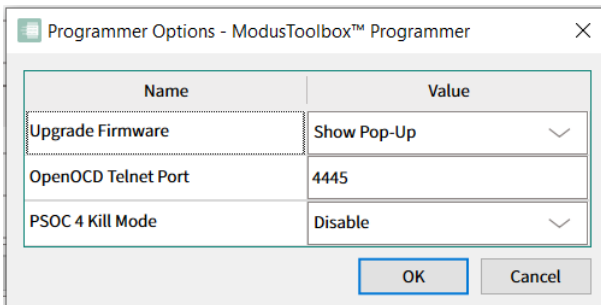 Programmer Options - ModusToolbox™ Programmer
Name Value
Upgrade Firmware Show Pop-Up
OpenOCD Telnet Port 4445
PSOC 4 Kill Mode Disable
OK Cancel